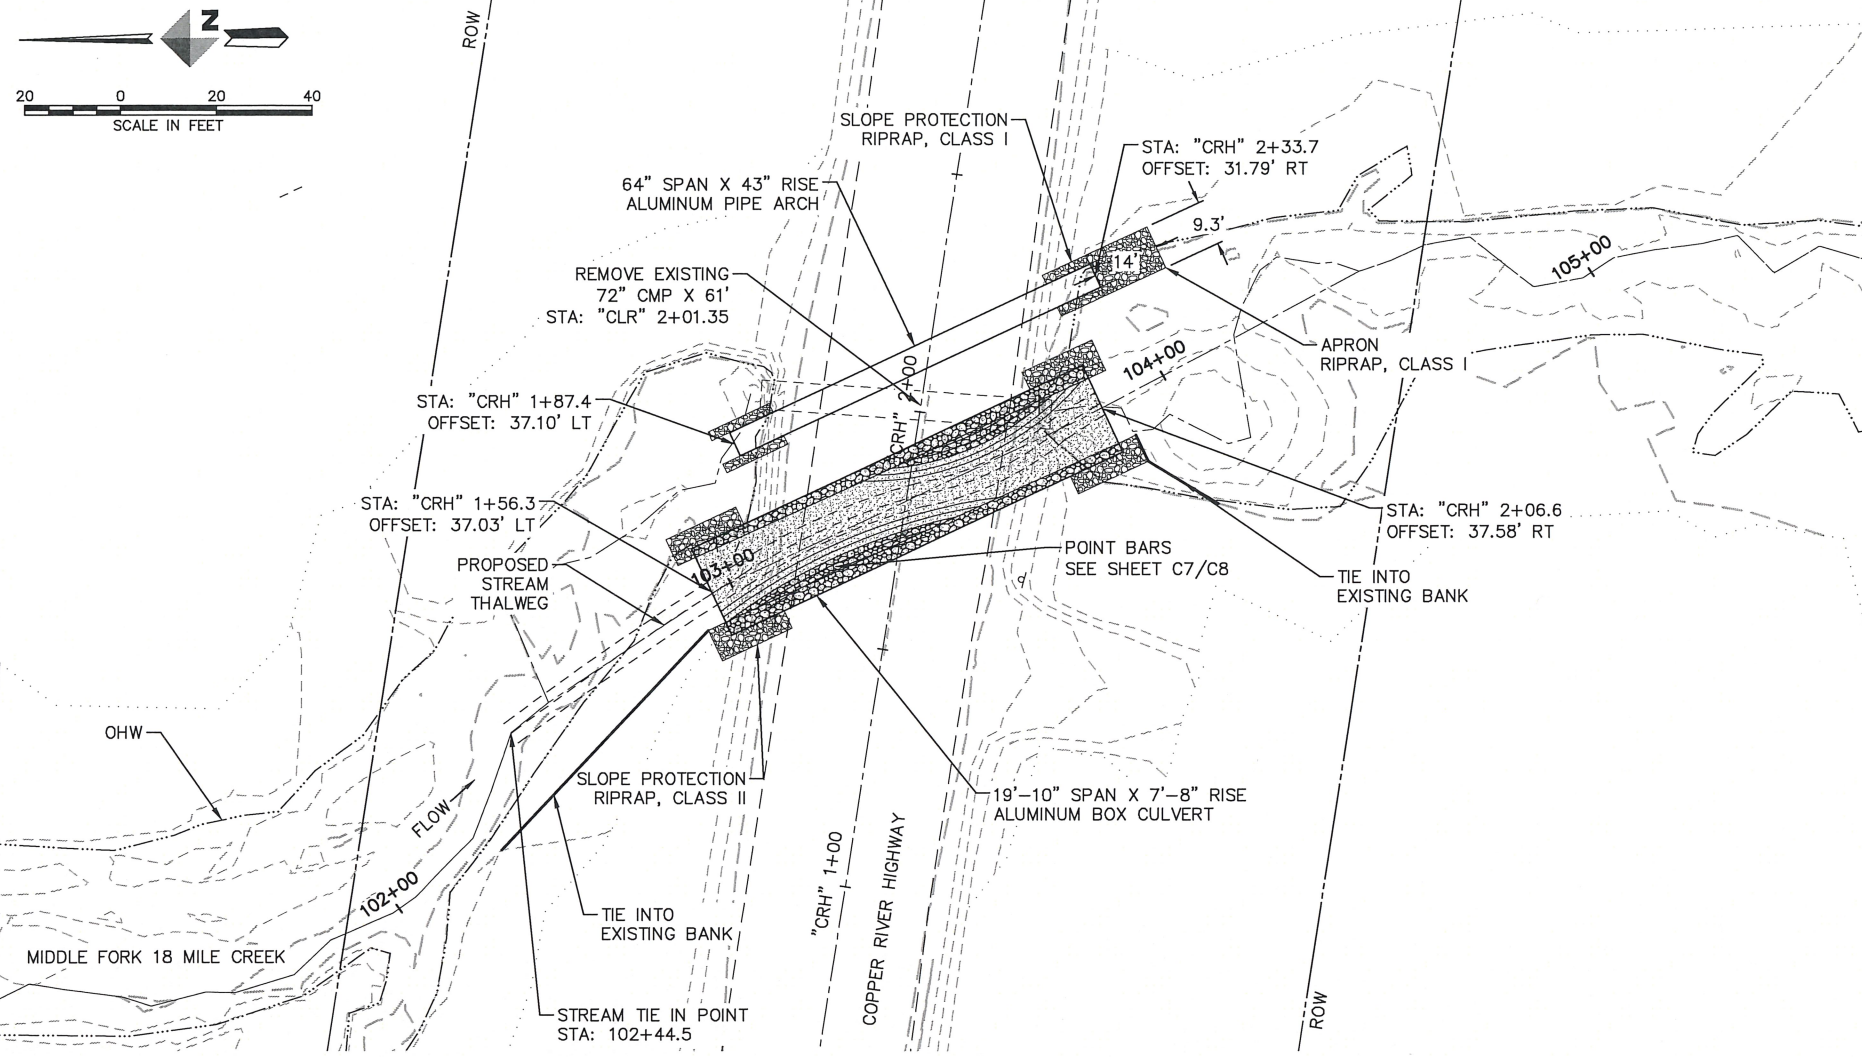 N
20 0 20 40
SCALE IN FEET
ROW
SLOPE PROTECTION
RIPRAP, CLASS I
STA: "CRH" 2+33.7
OFFSET: 31.79' RT
64" SPAN X 43" RISE
ALUMINUM PIPE ARCH
9.3'
14'
105+00
REMOVE EXISTING
72" CMP X 61'
STA: "CLR" 2+01.35
APRON
RIPRAP, CLASS I
104+00
"CRH" 2+00
STA: "CRH" 1+87.4
OFFSET: 37.10' LT
STA: "CRH" 1+56.3
OFFSET: 37.03' LT
STA: "CRH" 2+06.6
OFFSET: 37.58' RT
PROPOSED
STREAM
THALWEG
103+00
POINT BARS
SEE SHEET C7/C8
TIE INTO
EXISTING BANK
OHW
SLOPE PROTECTION
RIPRAP, CLASS II
19'-10" SPAN X 7'-8" RISE
ALUMINUM BOX CULVERT
FLOW
102+00
"CRH" 1+00
COPPER RIVER HIGHWAY
TIE INTO
EXISTING BANK
MIDDLE FORK 18 MILE CREEK
STREAM TIE IN POINT
STA: 102+44.5
ROW